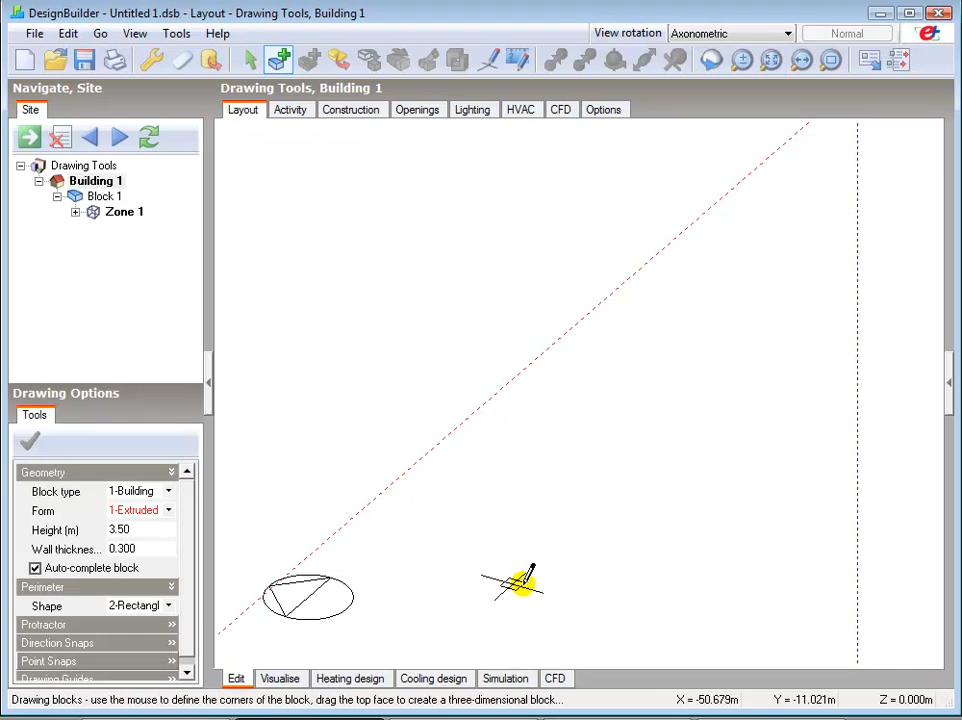 DesignBuilder - Untitled 1.dsb - Layout - Drawing Tools, Building 1
File Edit Go View Tools Help
View rotation Axonometric Normal
Navigate, Site
Drawing Tools, Building 1
Site
Layout Activity Construction Openings Lighting HVAC CFD Options
Drawing Tools
Building 1
Block 1
Zone 1
Drawing Options
Tools
Geometry
Block type 1-Building
Form 1-Extruded
Height (m) 3.50
Wall thicknes... 0.300
Auto-complete block
Perimeter
Shape 2-Rectangl
Protractor
Direction Snaps
Point Snaps
Drawing Guides
Edit Visualise Heating design Cooling design Simulation CFD
Drawing blocks - use the mouse to define the corners of the block, drag the top face to create a three-dimensional block...
X = -50.679m Y = -11.021m Z = 0.000m